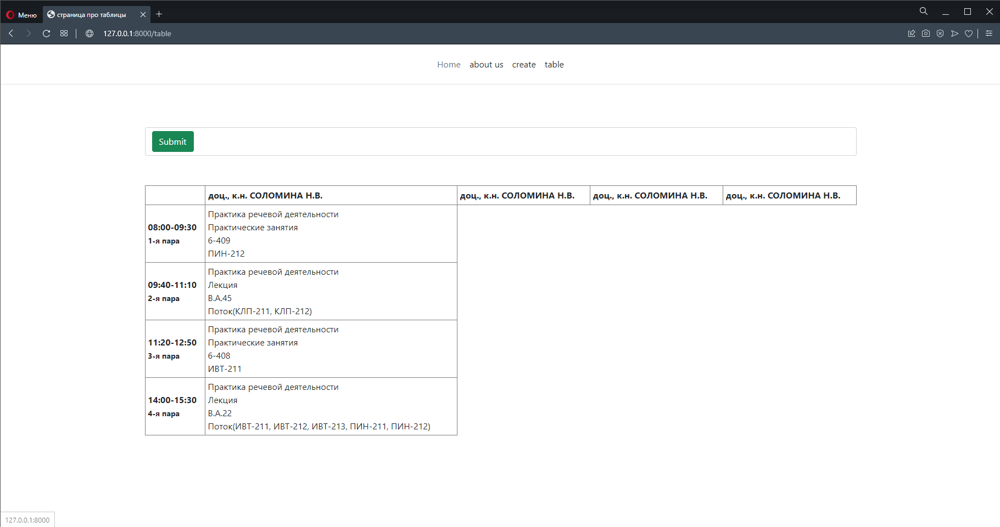 Меню
страница про таблицы
127.0.0.1:8000/table
Home about us create table
Submit
доц., к.н. СОЛОМИНА Н.В. доц., к.н. СОЛОМИНА Н.В. доц., к.н. СОЛОМИНА Н.В. доц., к.н. СОЛОМИНА Н.В.
08:00-09:30
1-я пара
Практика речевой деятельности
Практические занятия
6-409
ПИН-212
09:40-11:10
2-я пара
Практика речевой деятельности
Лекция
В.А.45
Поток(КЛП-211, КЛП-212)
11:20-12:50
3-я пара
Практика речевой деятельности
Практические занятия
6-408
ИВТ-211
14:00-15:30
4-я пара
Практика речевой деятельности
Лекция
В.А.22
Поток(ИВТ-211, ИВТ-212, ИВТ-213, ПИН-211, ПИН-212)
127.0.0.1:8000